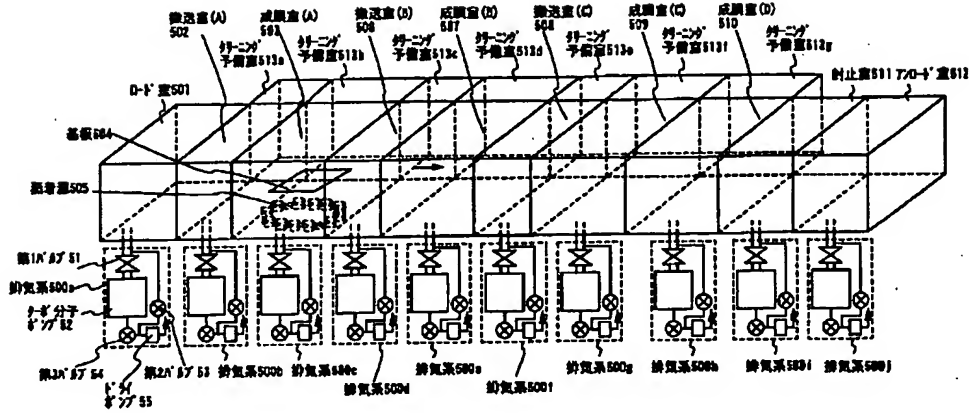 搬送室(A)
502
成膜室(A)
503
搬送室(B)
506
成膜室(B)
507
搬送室(C)
508
成膜室(C)
509
成膜室(D)
510
クリーニング
予備室513a
クリーニング
予備室513b
クリーニング
予備室513c
クリーニング
予備室513d
クリーニング
予備室513e
クリーニング
予備室513f
クリーニング
予備室513g
ロード室501
封止室511 アンロード室512
基板504
蒸着源505
第1バルブ51
排気系500a
ターボ分子
ポンプ52
第3バルブ54
ドライ
ポンプ55
第2バルブ53
排気系500b
排気系500c
排気系500d
排気系500e
排気系500f
排気系500g
排気系500h
排気系500i
排気系500j